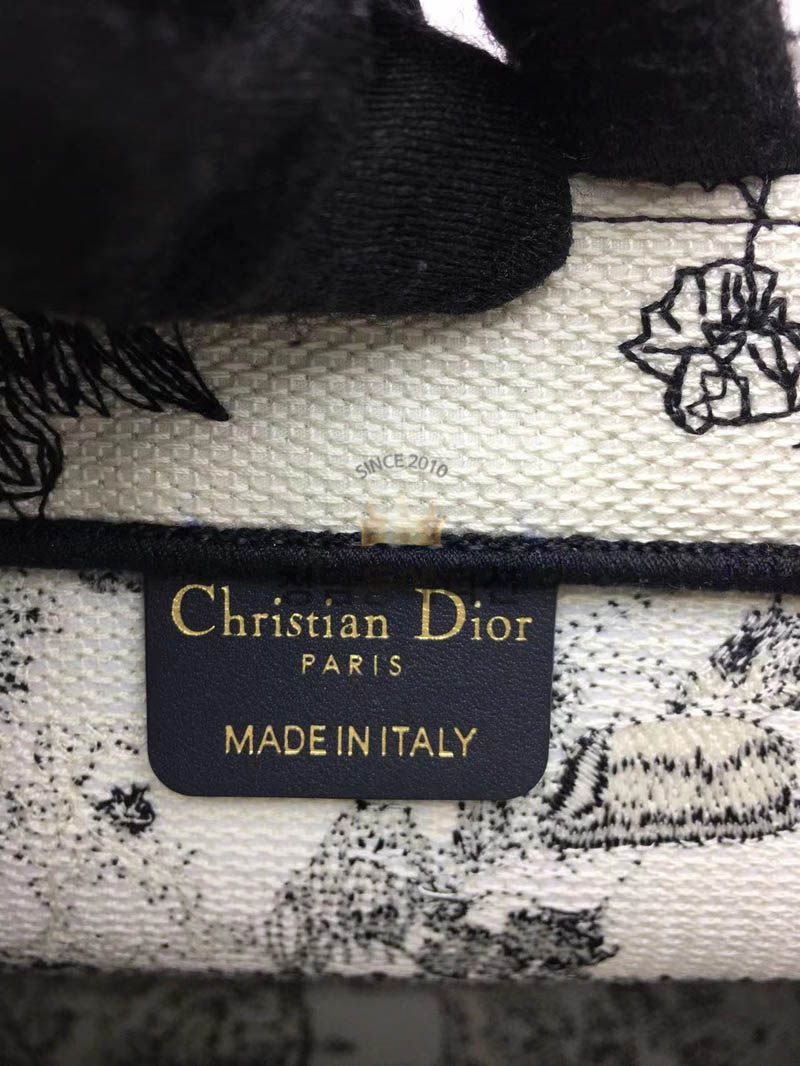 SINCE 2010
Christian Dior
PARIS
MADE IN ITALY